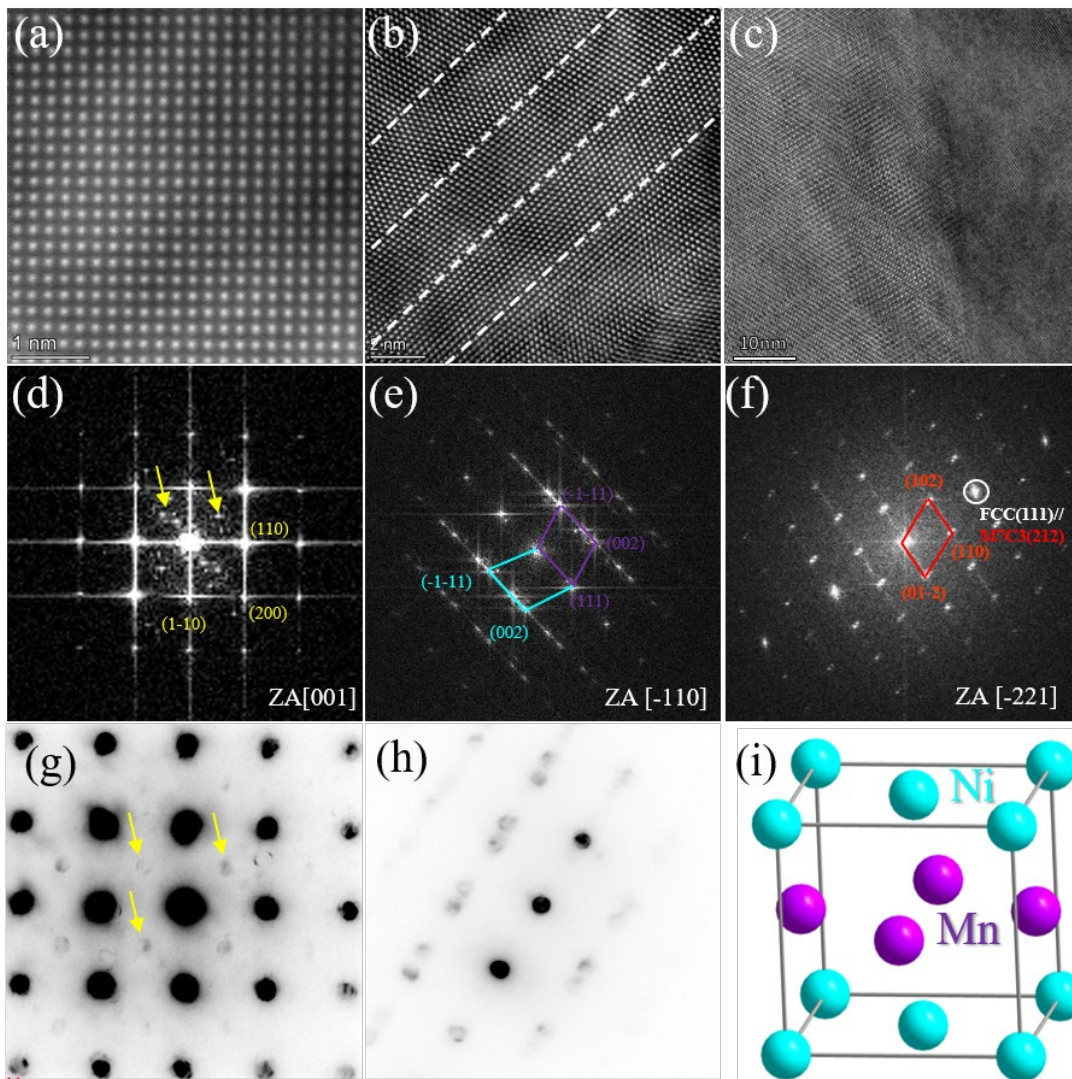 (a)
1 nm
(b)
2 nm
(c)
10nm
(d)
(110)
(1-10)
(200)
ZA[001]
(e)
(-1-11)
(002)
(-1-11)
(111)
(002)
ZA [-110]
(f)
(102)
FCC(111)//
M7C3(212)
(110)
(01-2)
ZA [-221]
(g)
(h)
(i)
Ni
Mn